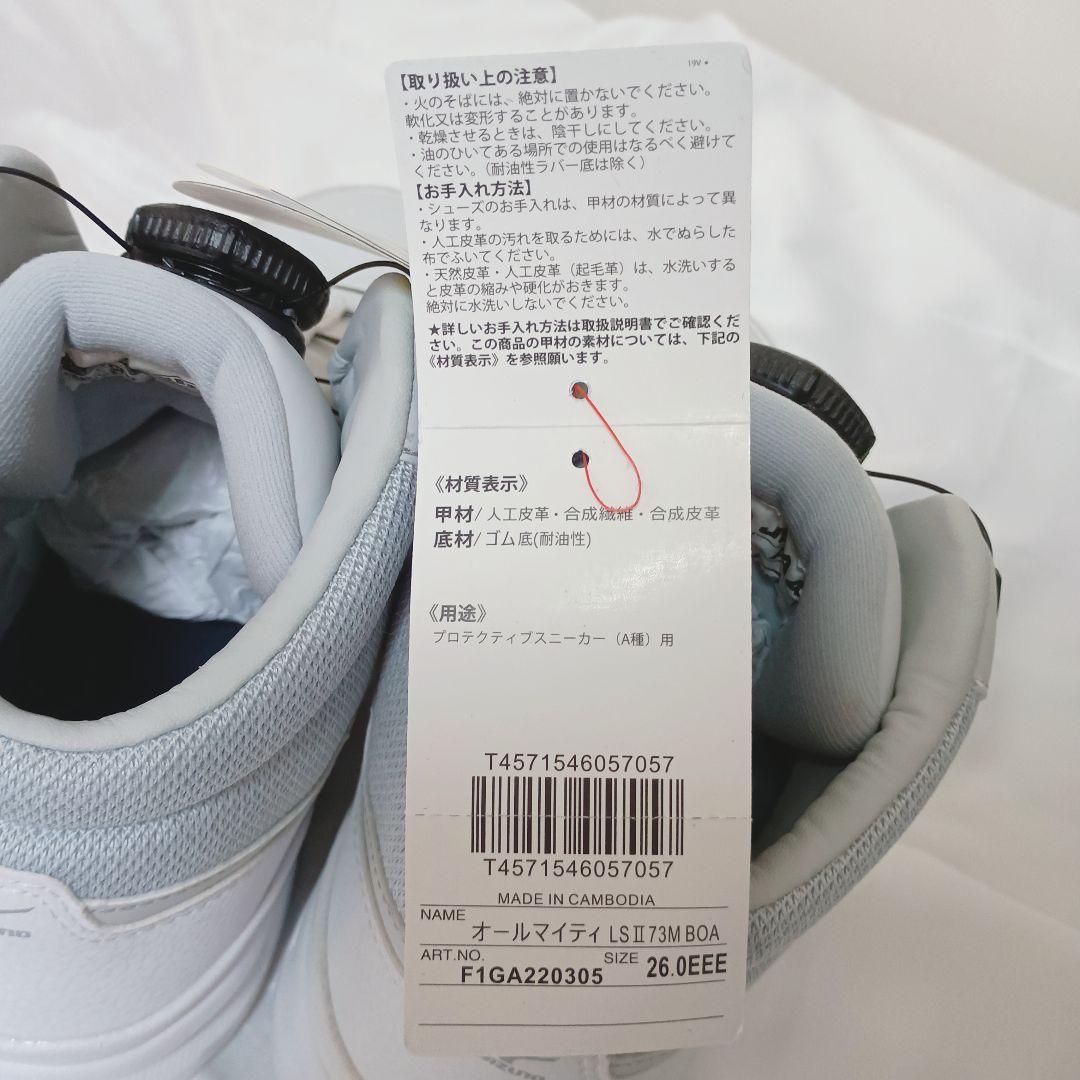 19V
【取り扱い上の注意】
・火のそばには、絶対に置かないでください。
軟化又は変形することがあります。
・乾燥させるときは、陰干しにしてください。
・油のひいてある場所での使用はなるべく避けて
ください。（耐油性ラバー底は除く）
【お手入れ方法】
・シューズのお手入れは、甲材の材質によって異
なります。
・人工皮革の汚れを取るためには、水でぬらした
布でふいてください。
・天然皮革・人工皮革（起毛革）は、水洗いする
と皮革の縮みや硬化がおきます。
絶対に水洗いしないでください。
★詳しいお手入れ方法は取扱説明書でご確認くだ
さい。この商品の甲材の素材については、下記の
《材質表示》を参照願います。
《材質表示》
甲材/人工皮革・合成繊維・合成皮革
底材/ゴム底(耐油性)
《用途》
プロテクティブスニーカー（A種）用
T4571546057057
T4571546057057
MADE IN CAMBODIA
NAME オールマイティ LSⅡ73M BOA
ART.NO. F1GA220305 SIZE 26.0EEE